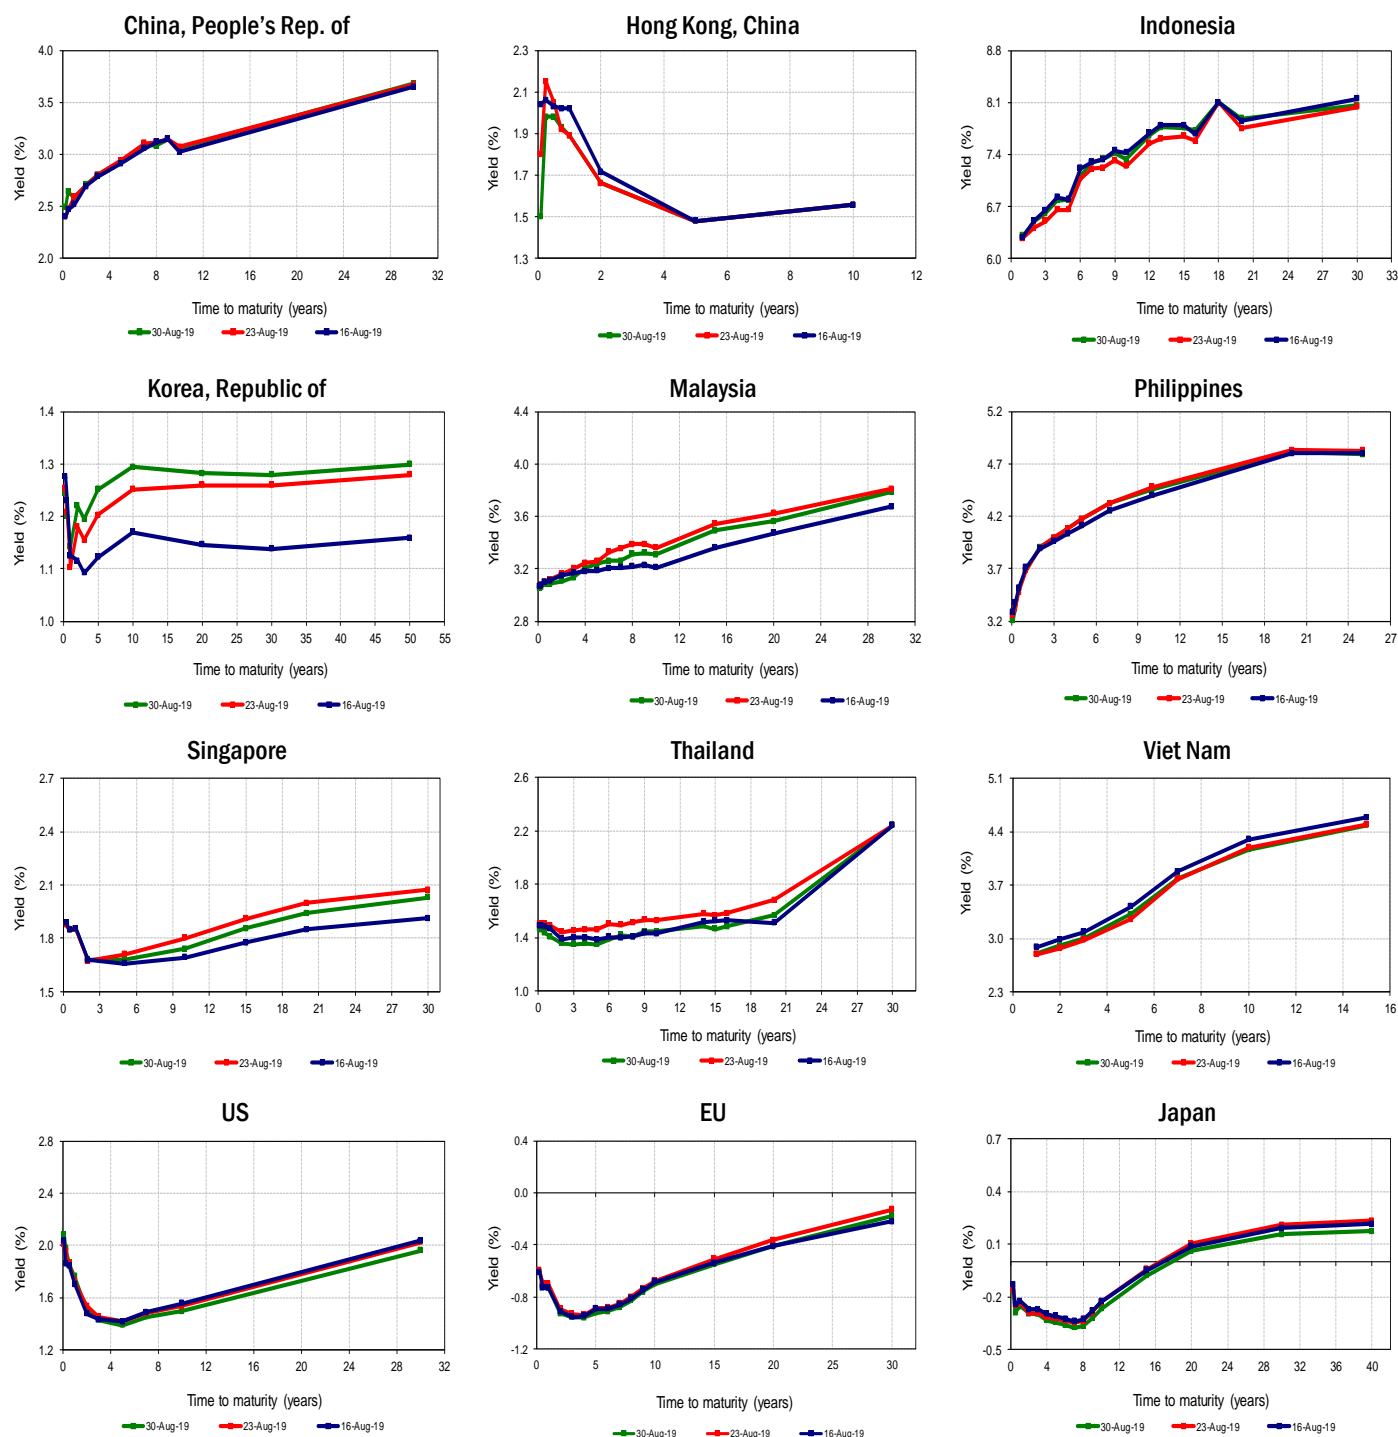 China, People's Rep. of
Yield (%)
4.0
3.5
3.0
2.5
2.0
0 4 8 12 16 20 24 28 32
Time to maturity (years)
30-Aug-19 23-Aug-19 16-Aug-19
Hong Kong, China
Yield (%)
2.3
2.1
1.9
1.7
1.5
1.3
0 2 4 6 8 10 12
Time to maturity (years)
30-Aug-19 23-Aug-19 16-Aug-19
Indonesia
Yield (%)
8.8
8.1
7.4
6.7
6.0
0 3 6 9 12 15 18 21 24 27 30 33
Time to maturity (years)
30-Aug-19 23-Aug-19 16-Aug-19
Korea, Republic of
Yield (%)
1.4
1.3
1.2
1.1
1.0
0 5 10 15 20 25 30 35 40 45 50 55
Time to maturity (years)
30-Aug-19 23-Aug-19 16-Aug-19
Malaysia
Yield (%)
4.4
4.0
3.6
3.2
2.8
0 4 8 12 16 20 24 28 32
Time to maturity (years)
30-Aug-19 23-Aug-19 16-Aug-19
Philippines
Yield (%)
5.2
4.7
4.2
3.7
3.2
0 3 6 9 12 15 18 21 24 27
Time to maturity (years)
30-Aug-19 23-Aug-19 16-Aug-19
Singapore
Yield (%)
2.7
2.4
2.1
1.8
1.5
0 3 6 9 12 15 18 21 24 27 30
Time to maturity (years)
30-Aug-19 23-Aug-19 16-Aug-19
Thailand
Yield (%)
2.6
2.2
1.8
1.4
1.0
0 3 6 9 12 15 18 21 24 27 30
Time to maturity (years)
30-Aug-19 23-Aug-19 16-Aug-19
Viet Nam
Yield (%)
5.1
4.4
3.7
3.0
2.3
0 2 4 6 8 10 12 14 16
Time to maturity (years)
30-Aug-19 23-Aug-19 16-Aug-19
US
Yield (%)
2.8
2.4
2.0
1.6
1.2
0 4 8 12 16 20 24 28 32
Time to maturity (years)
30-Aug-19 23-Aug-19 16-Aug-19
EU
Yield (%)
0.4
0.0
-0.4
-0.8
-1.2
0 5 10 15 20 25 30
Time to maturity (years)
30-Aug-19 23-Aug-19 16-Aug-19
Japan
Yield (%)
0.7
0.4
0.1
-0.2
-0.5
0 4 8 12 16 20 24 28 32 36 40
Time to maturity (years)
30-Aug-19 23-Aug-19 16-Aug-19